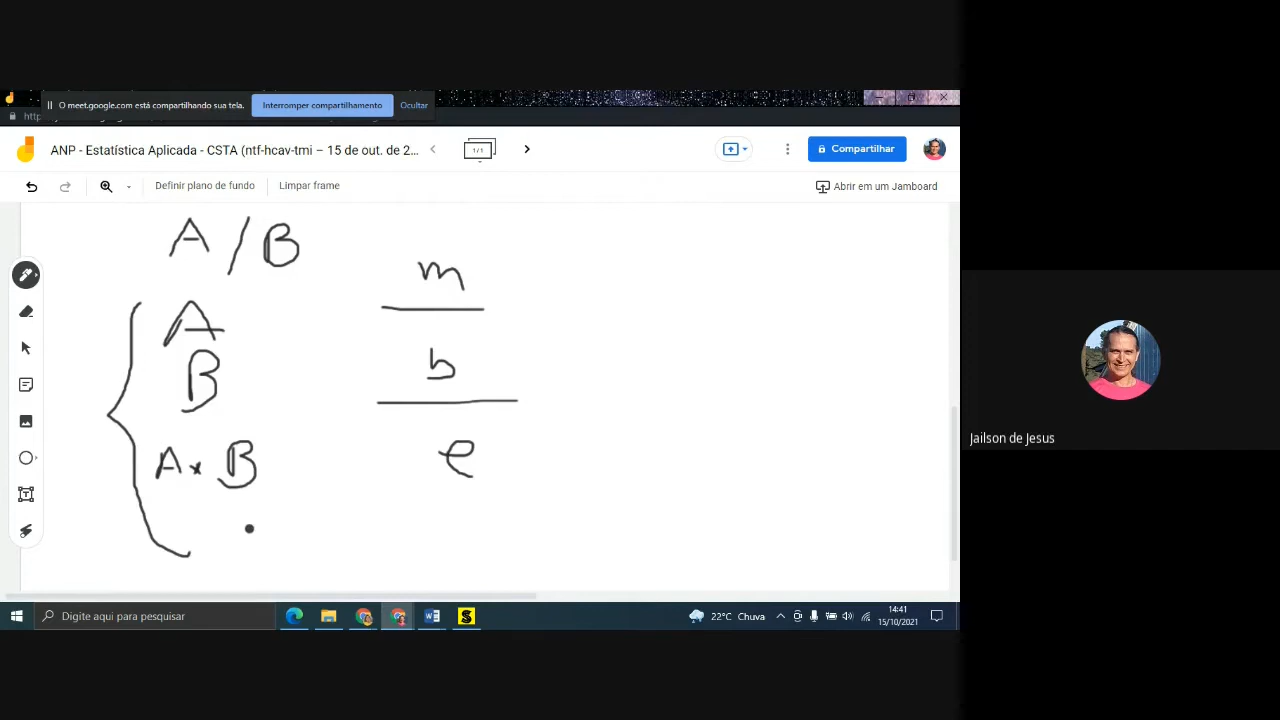 O meet.google.com está compartilhando sua tela. Interromper compartilhamento Ocultar
ANP - Estatística Aplicada - CSTA (ntf-hcav-tmi – 15 de out. de 2... 1/1 Compartilhar
Definir plano de fundo Limpar frame Abrir em um Jamboard
A / B
m
A
B
b
A x B
e
Jailson de Jesus
Digite aqui para pesquisar
22°C Chuva
14:41
15/10/2021